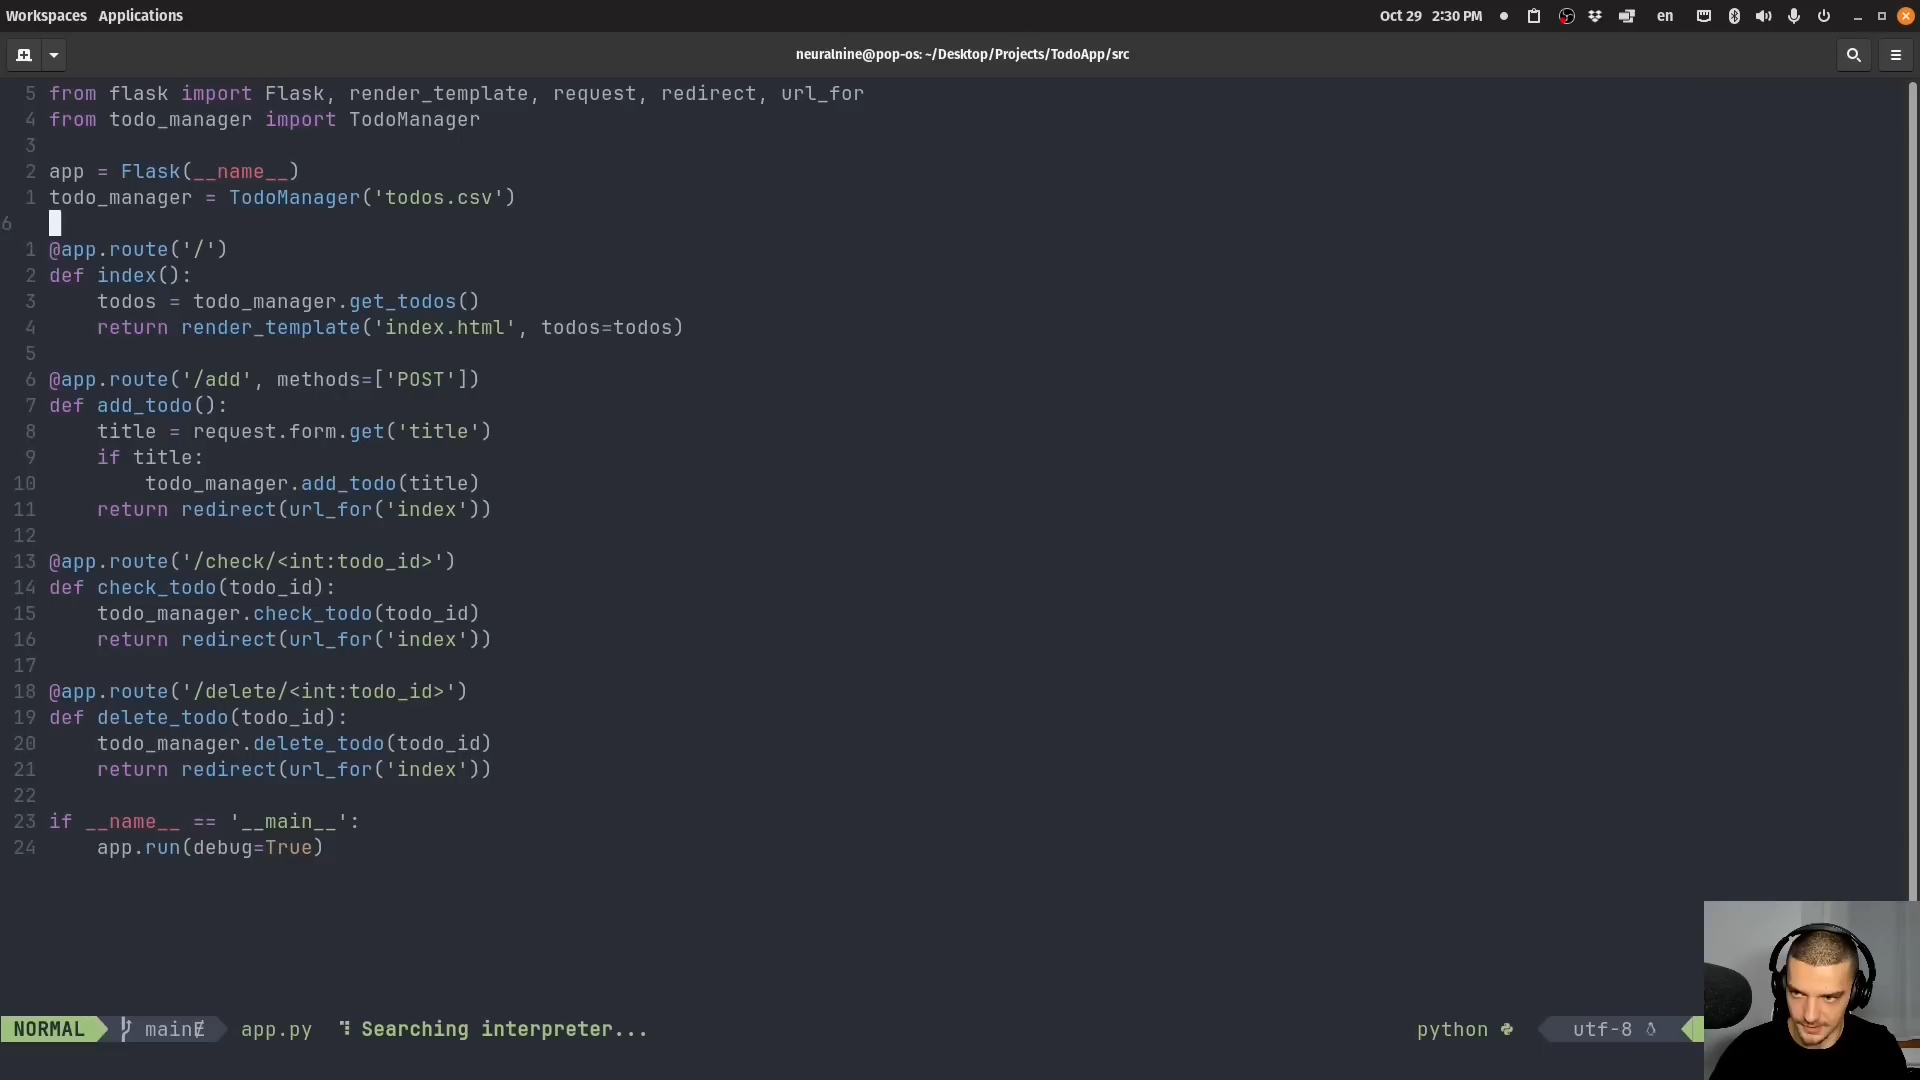 Workspaces Applications
Oct 29 2:30 PM
en
neuralnine@pop-os: ~/Desktop/Projects/TodoApp/src
5 from flask import Flask, render_template, request, redirect, url_for
4 from todo_manager import TodoManager
3
2 app = Flask(__name__)
1 todo_manager = TodoManager('todos.csv')
6
1 @app.route('/')
2 def index():
3     todos = todo_manager.get_todos()
4     return render_template('index.html', todos=todos)
5
6 @app.route('/add', methods=['POST'])
7 def add_todo():
8     title = request.form.get('title')
9     if title:
10         todo_manager.add_todo(title)
11     return redirect(url_for('index'))
12
13 @app.route('/check/<int:todo_id>')
14 def check_todo(todo_id):
15     todo_manager.check_todo(todo_id)
16     return redirect(url_for('index'))
17
18 @app.route('/delete/<int:todo_id>')
19 def delete_todo(todo_id):
20     todo_manager.delete_todo(todo_id)
21     return redirect(url_for('index'))
22
23 if __name__ == '__main__':
24     app.run(debug=True)
NORMAL main app.py Searching interpreter... python utf-8